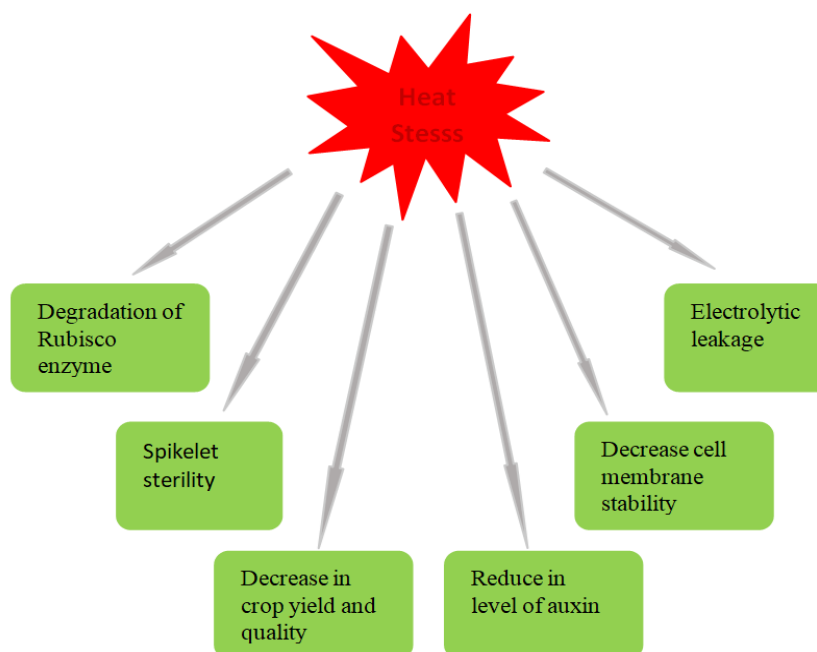 Heat
Stesss
Degradation of
Rubisco
enzyme
Electrolytic
leakage
Spikelet
sterility
Decrease cell
membrane
stability
Decrease in
crop yield and
quality
Reduce in
level of auxin